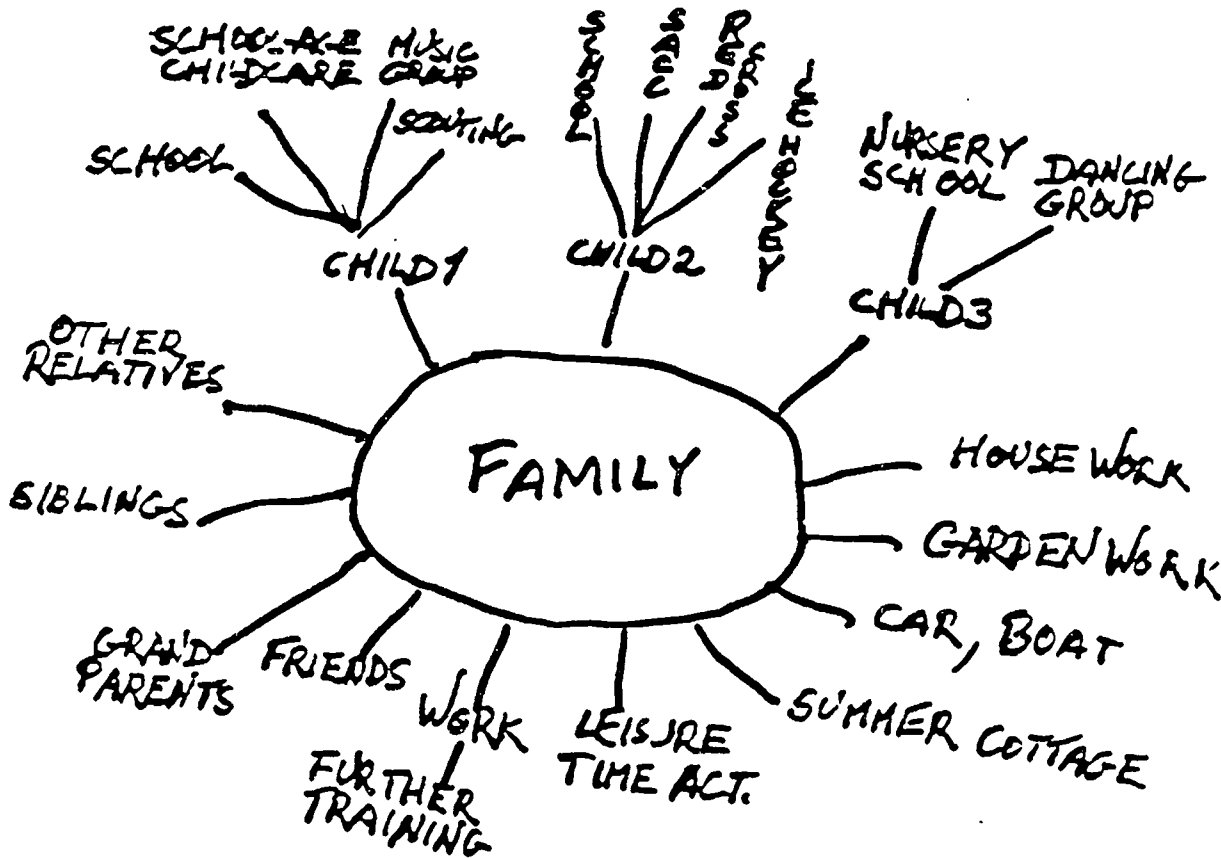 SCHOOL-AGE
CHILDCARE
MUSIC
GROUP
SCOUTING
SCHOOL
CHILD1
SCHOOL
SAEC
RED
CROSS
ICE HOCKEY
CHILD2
NURSERY
SCHOOL
DANCING
GROUP
CHILD3
OTHER
RELATIVES
FAMILY
HOUSE WORK
SIBLINGS
GARDEN WORK
CAR, BOAT
GRAND
PARENTS
FRIENDS
WORK
LEISURE
TIME ACT.
SUMMER COTTAGE
FURTHER
TRAINING